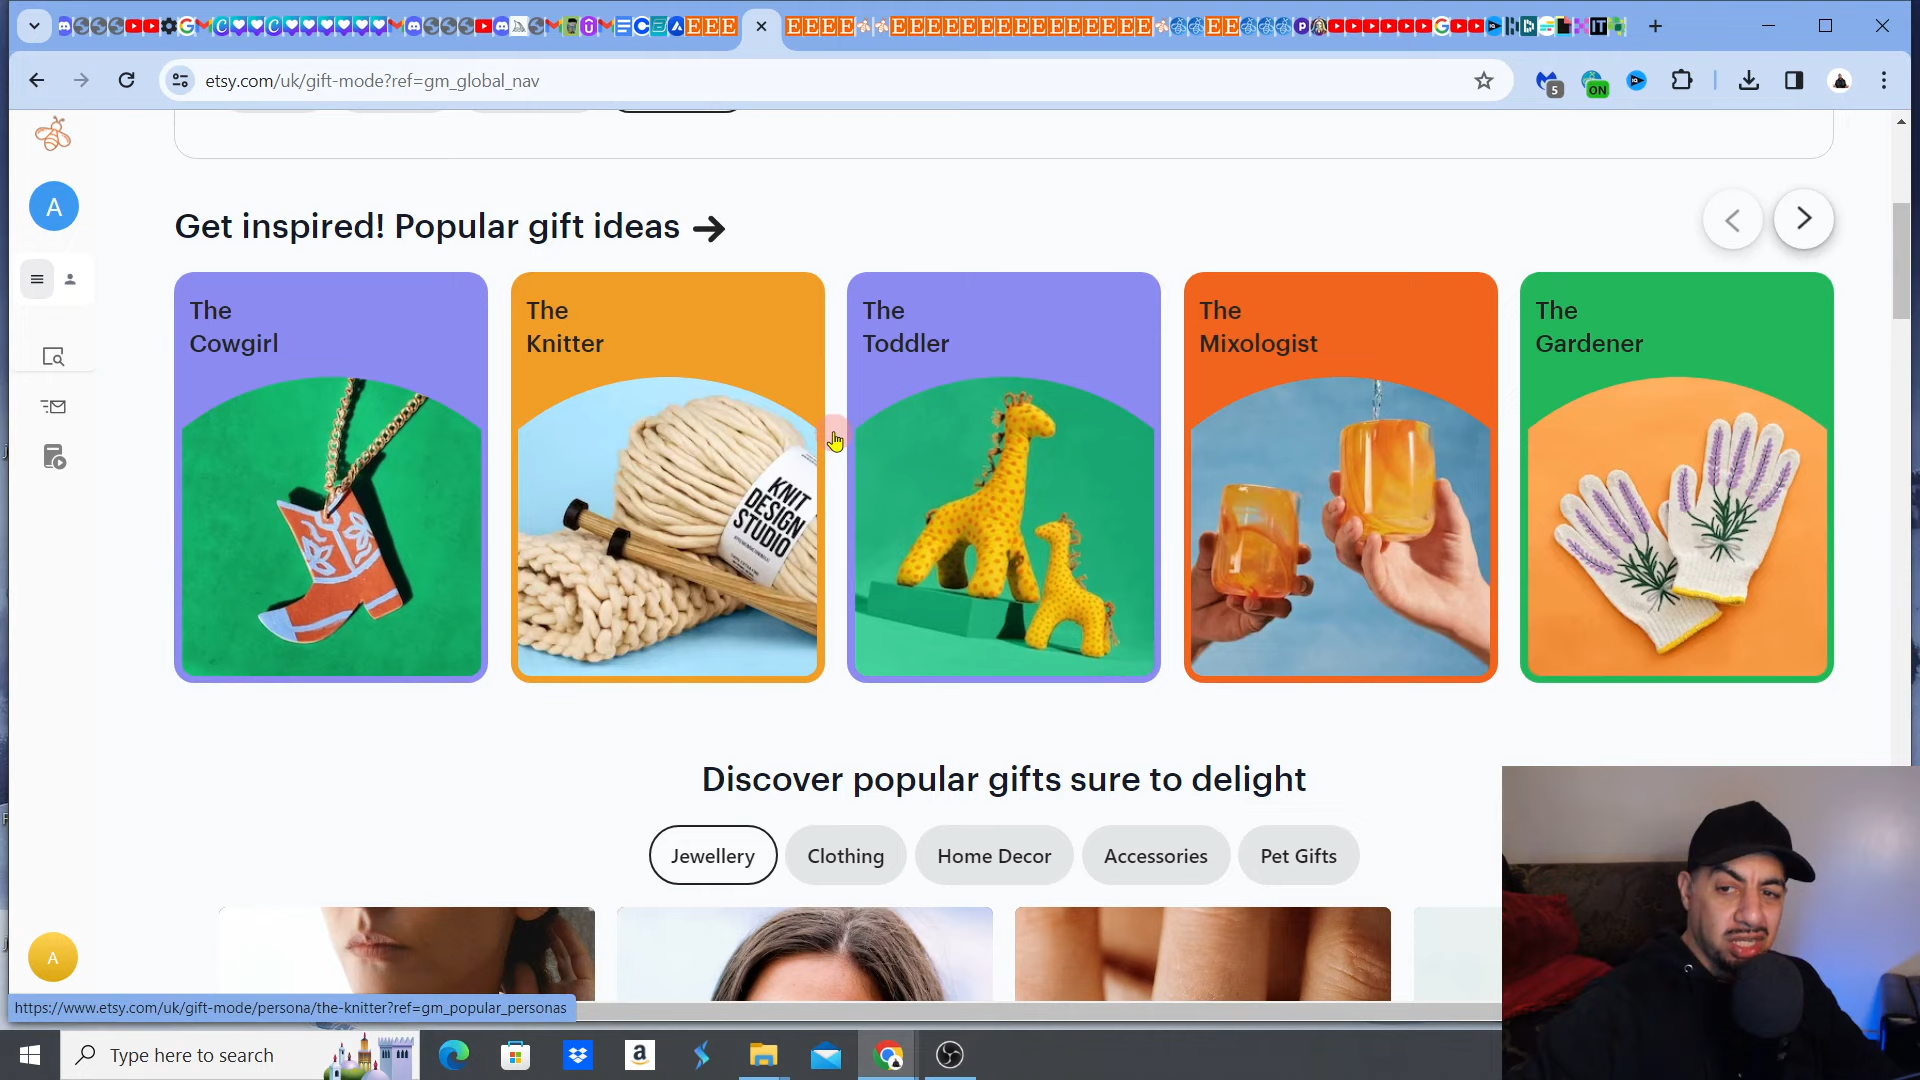 etsy.com/uk/gift-mode?ref=gm_global_nav
5
ON
A
Get inspired! Popular gift ideas →
The
Cowgirl
The
Knitter
The
Toddler
The
Mixologist
The
Gardener
KNIT
DESIGN
STUDIO
Discover popular gifts sure to delight
Jewellery
Clothing
Home Decor
Accessories
Pet Gifts
A
https://www.etsy.com/uk/gift-mode/persona/the-knitter?ref=gm_popular_personas
Type here to search